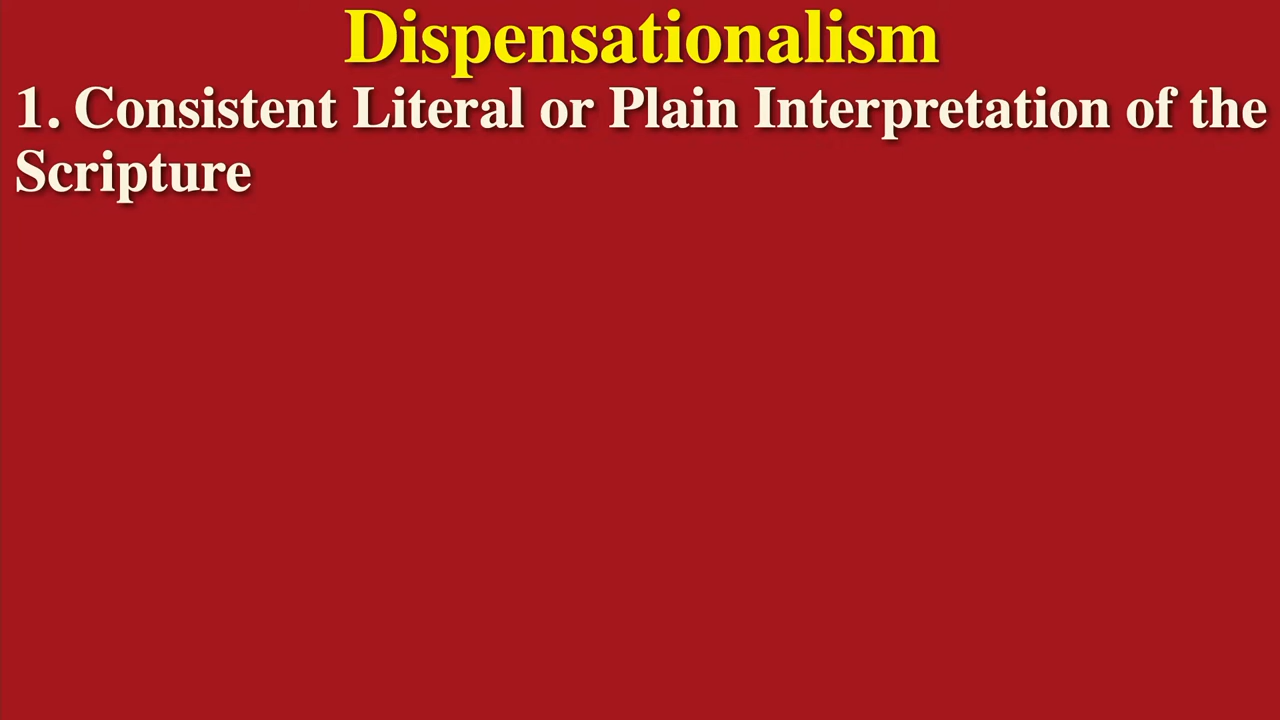 Dispensationalism
1. Consistent Literal or Plain Interpretation of the
Scripture